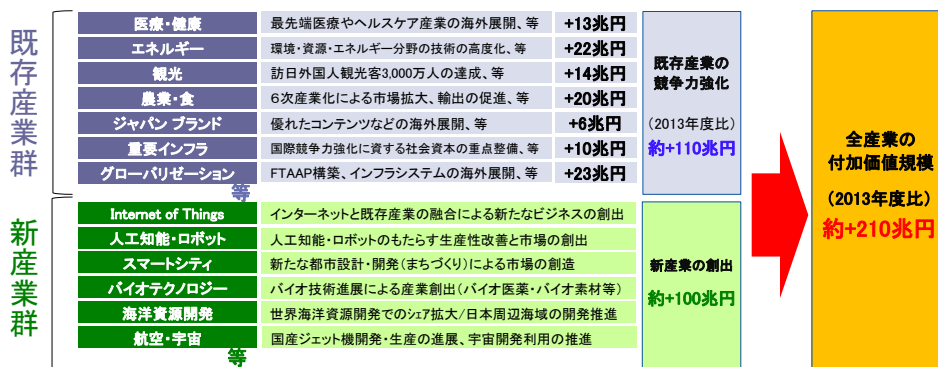 既存産業群
医療・健康 最先端医療やヘルスケア産業の海外展開、等 +13兆円
エネルギー 環境・資源・エネルギー分野の技術の高度化、等 +22兆円
観光 訪日外国人観光客3,000万人の達成、等 +14兆円
農業・食 6次産業化による市場拡大、輸出の促進、等 +20兆円
ジャパン ブランド 優れたコンテンツなどの海外展開、等 +6兆円
重要インフラ 国際競争力強化に資する社会資本の重点整備、等 +10兆円
グローバリゼーション FTAAP構築、インフラシステムの海外展開、等 +23兆円
等
既存産業の
競争力強化
(2013年度比)
約+110兆円
新産業群
Internet of Things インターネットと既存産業の融合による新たなビジネスの創出
人工知能・ロボット 人工知能・ロボットのもたらす生産性改善と市場の創出
スマートシティ 新たな都市設計・開発(まちづくり)による市場の創造
バイオテクノロジー バイオ技術進展による産業創出(バイオ医薬・バイオ素材等)
海洋資源開発 世界海洋資源開発でのシェア拡大/日本周辺海域の開発推進
航空・宇宙 国産ジェット機開発・生産の進展、宇宙開発利用の推進
等
新産業の創出
約+100兆円
全産業の
付加価値規模
(2013年度比)
約+210兆円